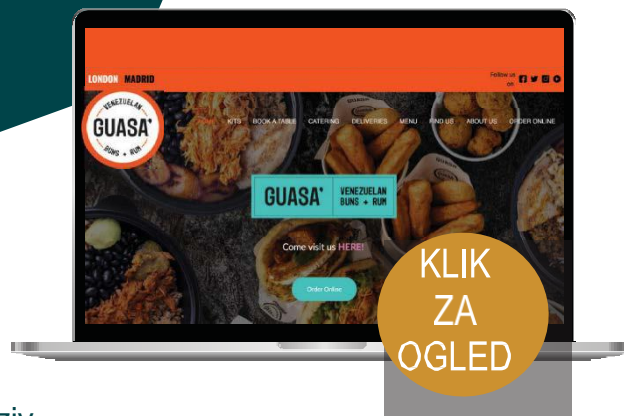 LONDON MADRID
Follow us
on
VENEZUELAN
GUASA*
BUNS + RUM
KITS BOOK A TABLE CATERING DELIVERIES MENU FIND US ABOUT US ORDER ONLINE
GUASA* VENEZUELAN
BUNS + RUM
Come visit us HERE!
Order Online
KLIK
ZA
OGLED